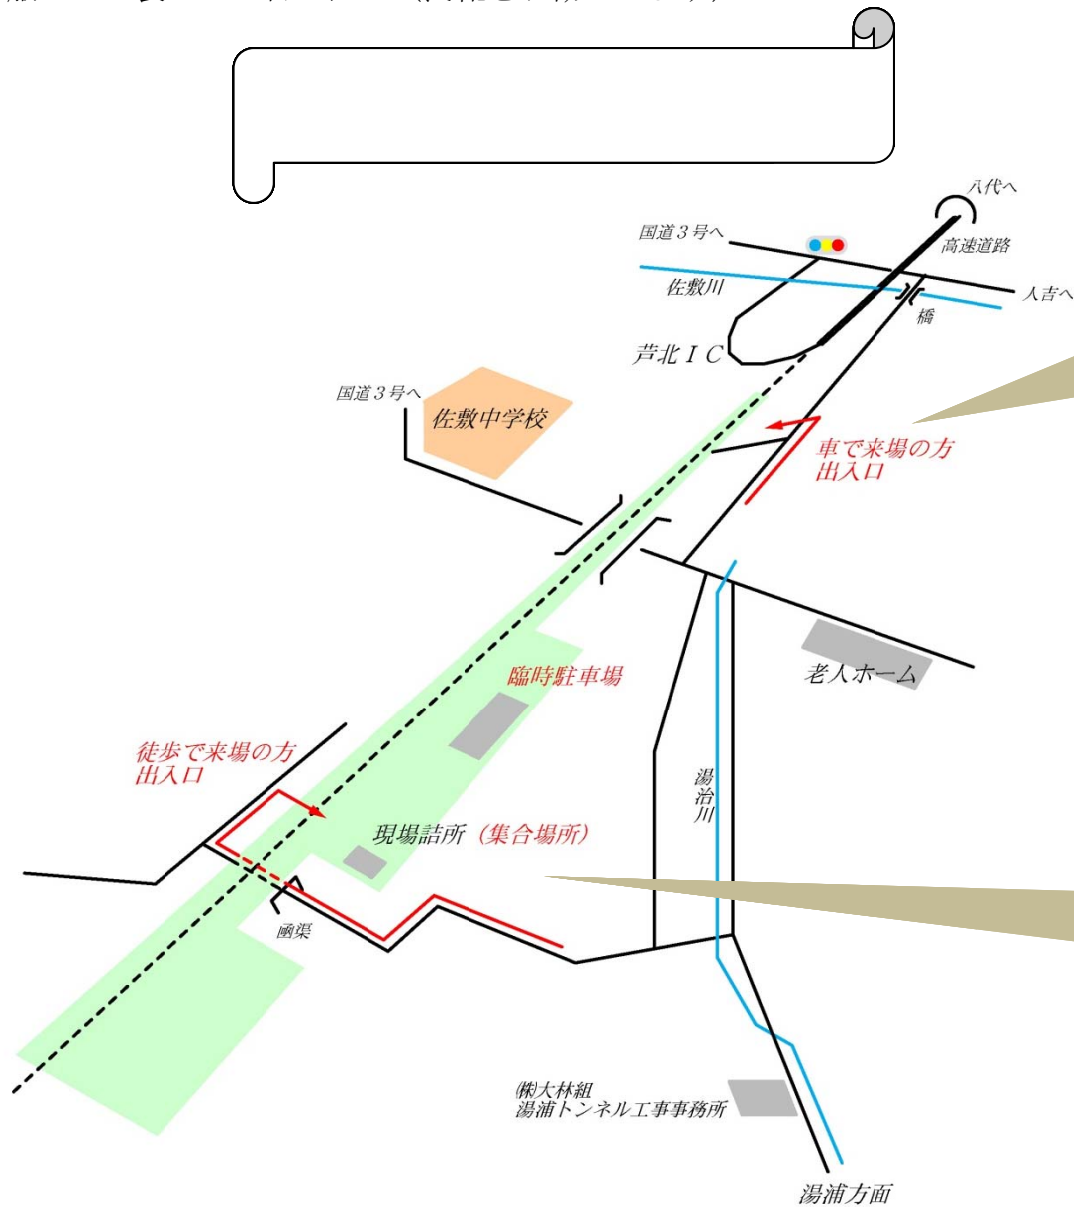 八代へ
国道３号へ
高速道路
佐敷川
人吉へ
橋
芦北ＩＣ
国道３号へ
佐敷中学校
車で来場の方
出入口
臨時駐車場
老人ホーム
徒歩で来場の方
出入口
湯治川
現場詰所（集合場所）
函渠
㈱大林組
湯浦トンネル工事事務所
湯浦方面